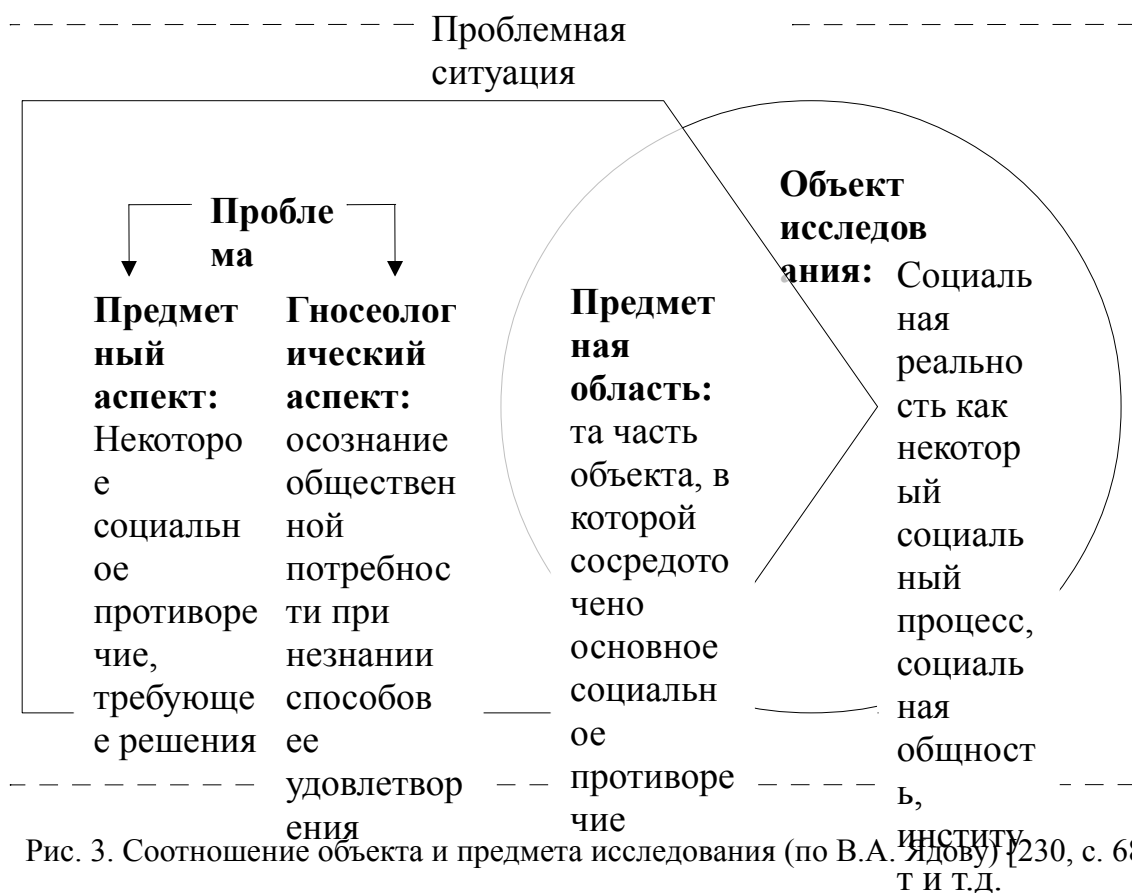 Проблемная
ситуация
Пробле
ма
Предмет
ный
аспект:
Некоторо
е
социальн
ое
противоре
чие,
требующе
е решения
Гносеолог
ический
аспект:
осознание
обществен
ной
потребнос
ти при
незнании
способов
ее
удовлетвор
ения
Предмет
ная
область:
та часть
объекта, в
которой
сосредото
чено
основное
социальн
ое
противоре
чие
Объект
исследов
ания:
Социаль
ная
реально
сть как
некотор
ый
социаль
ный
процесс,
социаль
ная
общност
ь,
институ
т и т.д.
Рис. 3. Соотношение объекта и предмета исследования (по В.А. Ядову) [230, с. 68